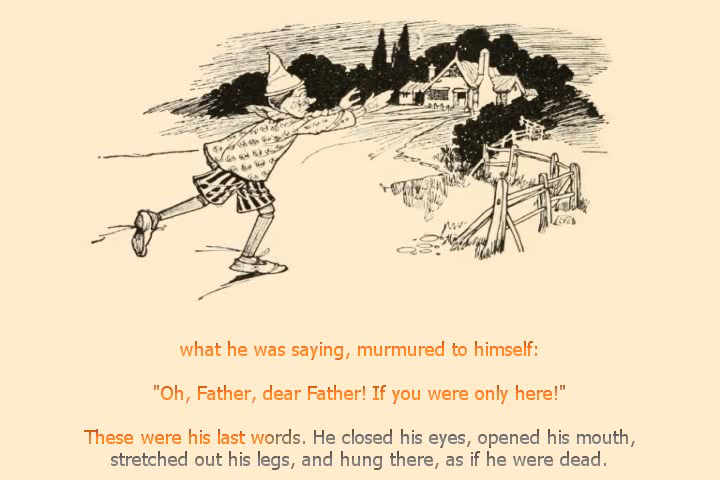 what he was saying, murmured to himself:
"Oh, Father, dear Father! If you were only here!"
These were his last words. He closed his eyes, opened his mouth,
stretched out his legs, and hung there, as if he were dead.